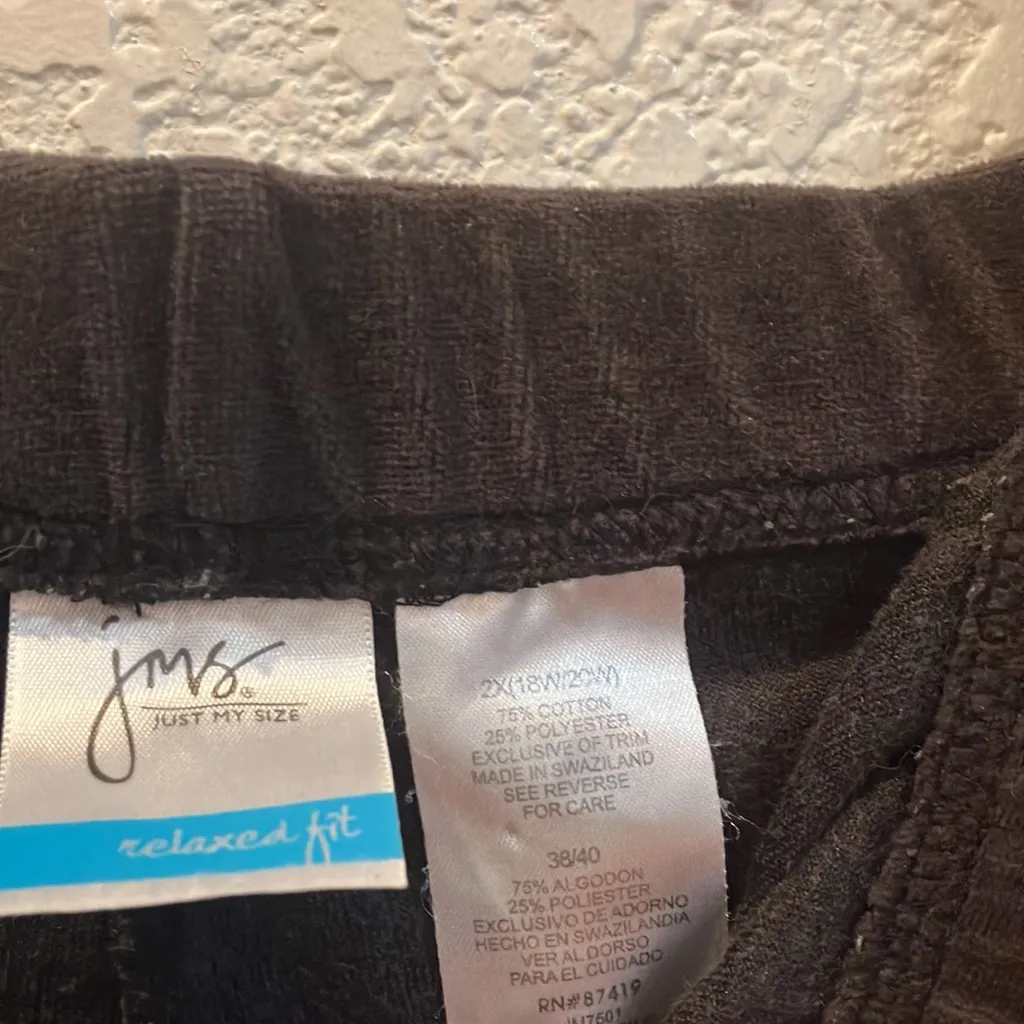 jms®
JUST MY SIZE
relaxed fit
2X(18W/20W)
75% COTTON
25% POLYESTER
EXCLUSIVE OF TRIM
MADE IN SWAZILAND
SEE REVERSE
FOR CARE
38/40
75% ALGODON
25% POLIESTER
EXCLUSIVO DE ADORNO
HECHO EN SWAZILANDIA
VER AL DORSO
PARA EL CUIDADO
RN#87419